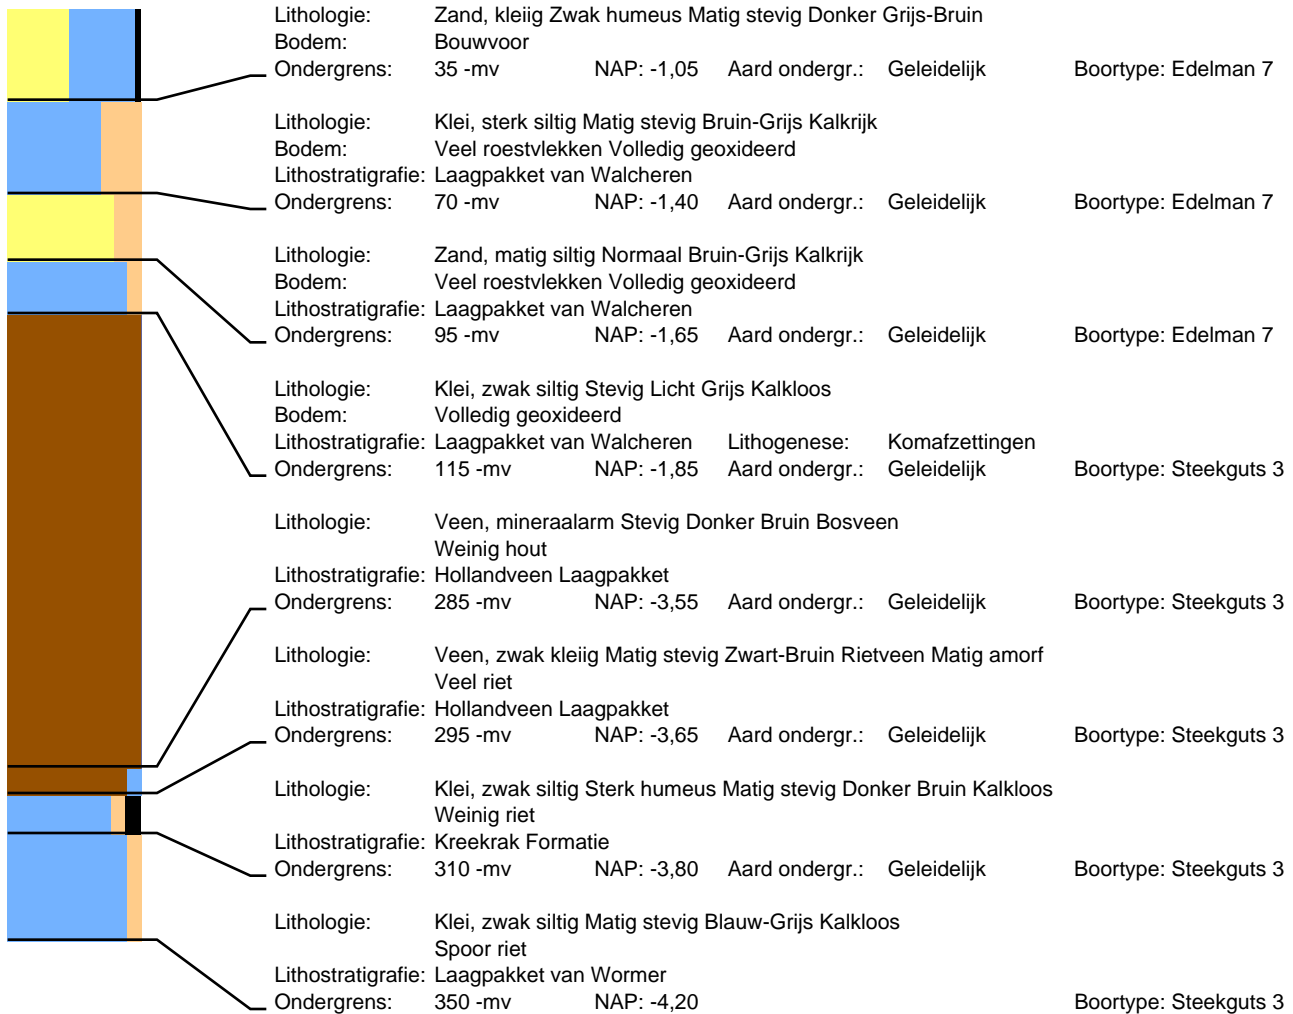 Lithologie: Zand, kleiig Zwak humeus Matig stevig Donker Grijs-Bruin
Bodem: Bouwvoor
Ondergrens: 35 -mv NAP: -1,05 Aard ondergr.: Geleidelijk Boortype: Edelman 7
Lithologie: Klei, sterk siltig Matig stevig Bruin-Grijs Kalkrijk
Bodem: Veel roestvlekken Volledig geoxideerd
Lithostratigrafie: Laagpakket van Walcheren
Ondergrens: 70 -mv NAP: -1,40 Aard ondergr.: Geleidelijk Boortype: Edelman 7
Lithologie: Zand, matig siltig Normaal Bruin-Grijs Kalkrijk
Bodem: Veel roestvlekken Volledig geoxideerd
Lithostratigrafie: Laagpakket van Walcheren
Ondergrens: 95 -mv NAP: -1,65 Aard ondergr.: Geleidelijk Boortype: Edelman 7
Lithologie: Klei, zwak siltig Stevig Licht Grijs Kalkloos
Bodem: Volledig geoxideerd
Lithostratigrafie: Laagpakket van Walcheren Lithogenese: Komafzettingen
Ondergrens: 115 -mv NAP: -1,85 Aard ondergr.: Geleidelijk Boortype: Steekguts 3
Lithologie: Veen, mineraalarm Stevig Donker Bruin Bosveen
Weinig hout
Lithostratigrafie: Hollandveen Laagpakket
Ondergrens: 285 -mv NAP: -3,55 Aard ondergr.: Geleidelijk Boortype: Steekguts 3
Lithologie: Veen, zwak kleiig Matig stevig Zwart-Bruin Rietveen Matig amorf
Veel riet
Lithostratigrafie: Hollandveen Laagpakket
Ondergrens: 295 -mv NAP: -3,65 Aard ondergr.: Geleidelijk Boortype: Steekguts 3
Lithologie: Klei, zwak siltig Sterk humeus Matig stevig Donker Bruin Kalkloos
Weinig riet
Lithostratigrafie: Kreekrak Formatie
Ondergrens: 310 -mv NAP: -3,80 Aard ondergr.: Geleidelijk Boortype: Steekguts 3
Lithologie: Klei, zwak siltig Matig stevig Blauw-Grijs Kalkloos
Spoor riet
Lithostratigrafie: Laagpakket van Wormer
Ondergrens: 350 -mv NAP: -4,20 Boortype: Steekguts 3